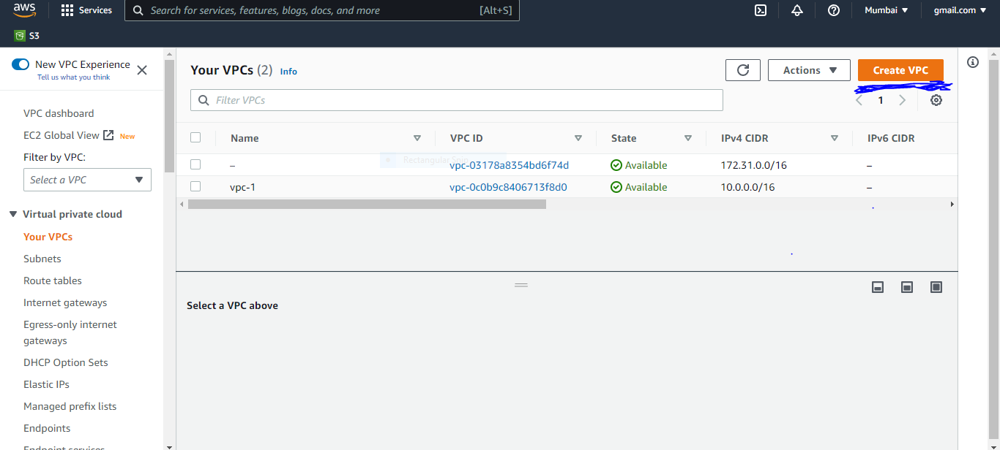 aws
Services
Search for services, features, blogs, docs, and more
[Alt+S]
Mumbai
gmail.com
S3
New VPC Experience
Tell us what you think
VPC dashboard
EC2 Global View
New
Filter by VPC:
Select a VPC
Virtual private cloud
Your VPCs
Subnets
Route tables
Internet gateways
Egress-only internet
gateways
DHCP Option Sets
Elastic IPs
Managed prefix lists
Endpoints
Endpoint services
Your VPCs (2) Info
Actions
Create VPC
Filter VPCs
1
Name VPC ID State IPv4 CIDR IPv6 CIDR
Rectangular Snip
– vpc-03178a8354bd6f74d Available 172.31.0.0/16 –
vpc-1 vpc-0c0b9c8406713f8d0 Available 10.0.0.0/16 –
Select a VPC above